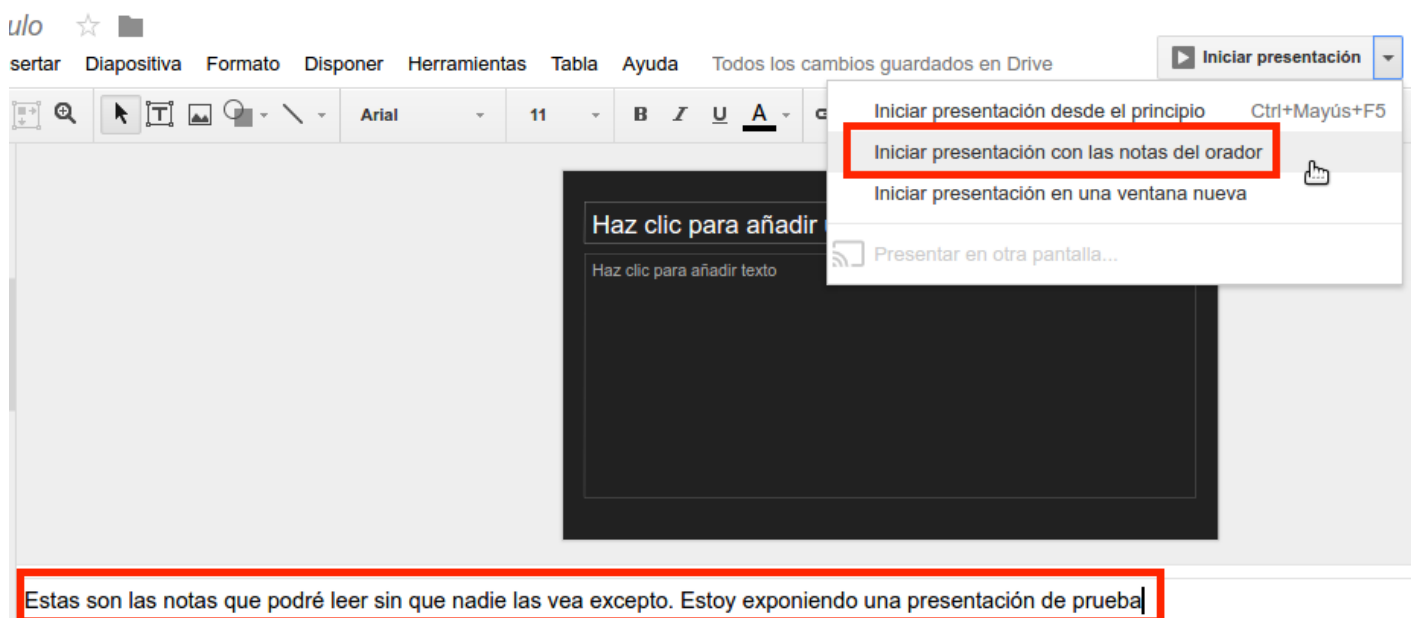 ulo
sertar Diapositiva Formato Disponer Herramientas Tabla Ayuda Todos los cambios guardados en Drive
Iniciar presentación
Arial 11 B I U A
Iniciar presentación desde el principio Ctrl+Mayús+F5
Iniciar presentación con las notas del orador
Iniciar presentación en una ventana nueva
Presentar en otra pantalla...
Haz clic para añadir
Haz clic para añadir texto
Estas son las notas que podré leer sin que nadie las vea excepto. Estoy exponiendo una presentación de prueba